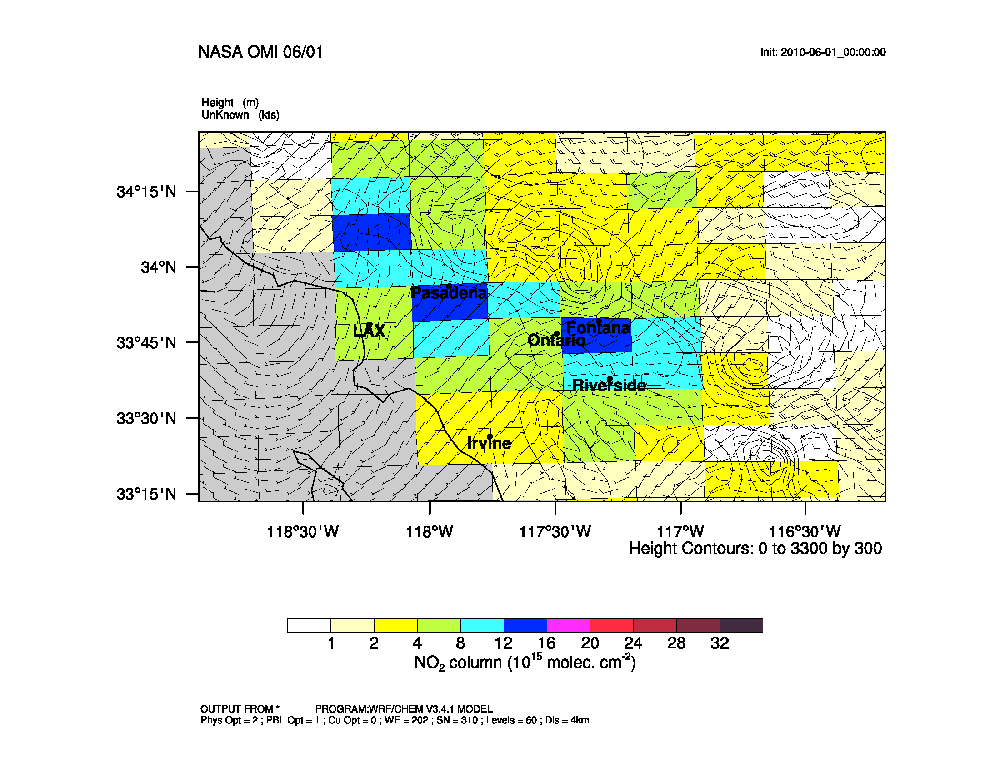 NASA OMI 06/01
Init: 2010-06-01_00:00:00
Height (m)
UnKnown (kts)
34°15'N
34°N
33°45'N
33°30'N
33°15'N
Pasadena
LAX
Fontana
Ontario
Riverside
Irvine
118°30'W 118°W 117°30'W 117°W 116°30'W
Height Contours: 0 to 3300 by 300
1 2 4 8 12 16 20 24 28 32
NO₂ column (10¹⁵ molec. cm⁻²)
OUTPUT FROM * PROGRAM:WRF/CHEM V3.4.1 MODEL
Phys Opt = 2 ; PBL Opt = 1 ; Cu Opt = 0 ; WE = 202 ; SN = 310 ; Levels = 60 ; Dis = 4km